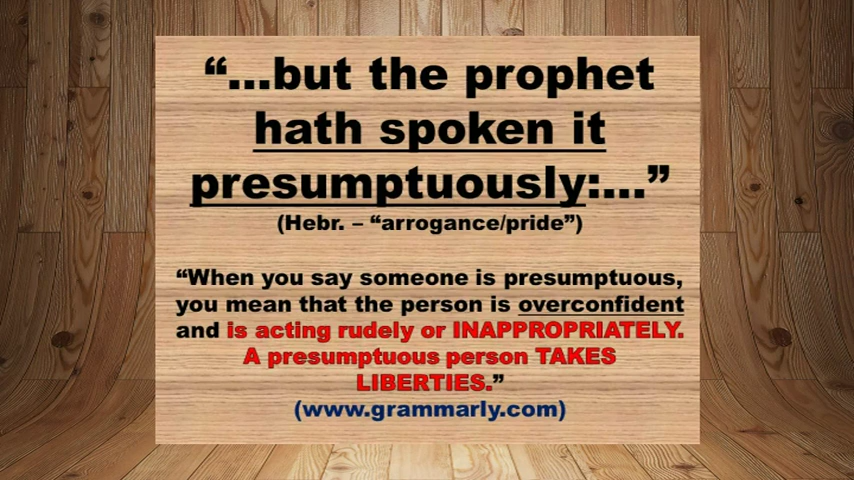 “...but the prophet
hath spoken it
presumptuously:...”
(Hebr. – “arrogance/pride”)
“When you say someone is presumptuous,
you mean that the person is overconfident
and is acting rudely or INAPPROPRIATELY.
A presumptuous person TAKES
LIBERTIES.”
(www.grammarly.com)